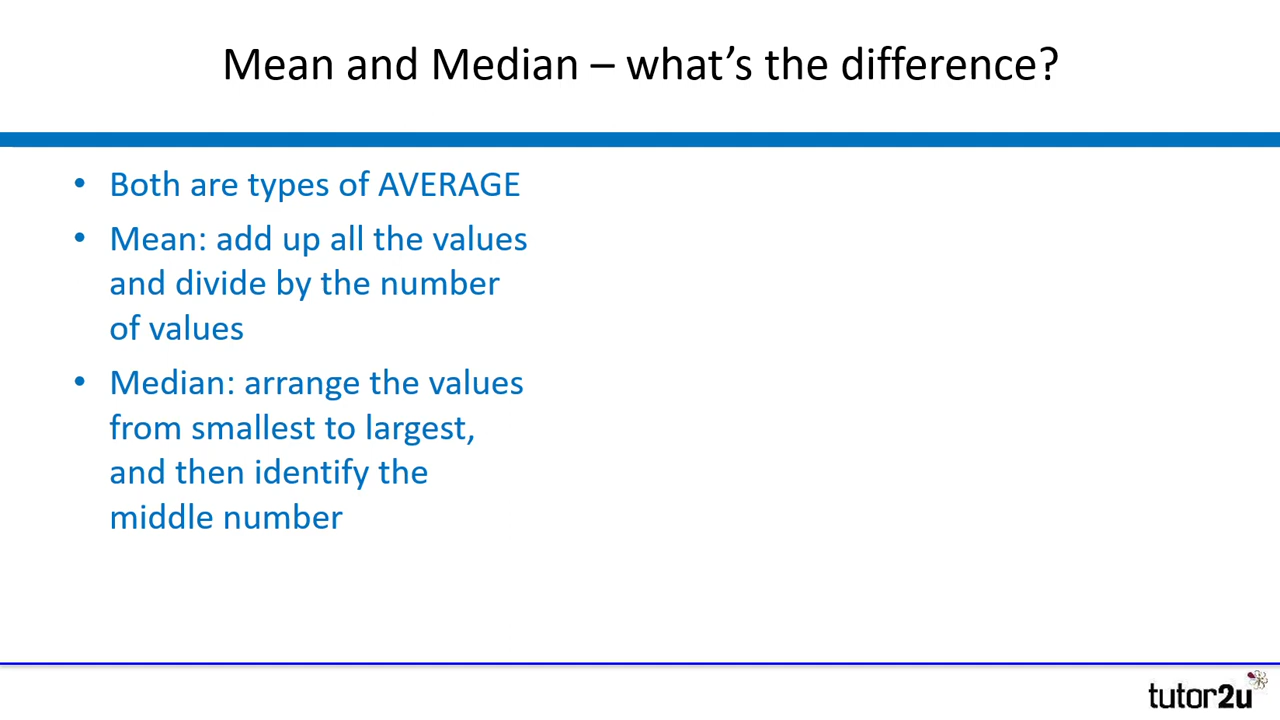 Mean and Median – what’s the difference?
• Both are types of AVERAGE
• Mean: add up all the values
and divide by the number
of values
• Median: arrange the values
from smallest to largest,
and then identify the
middle number
tutor2u